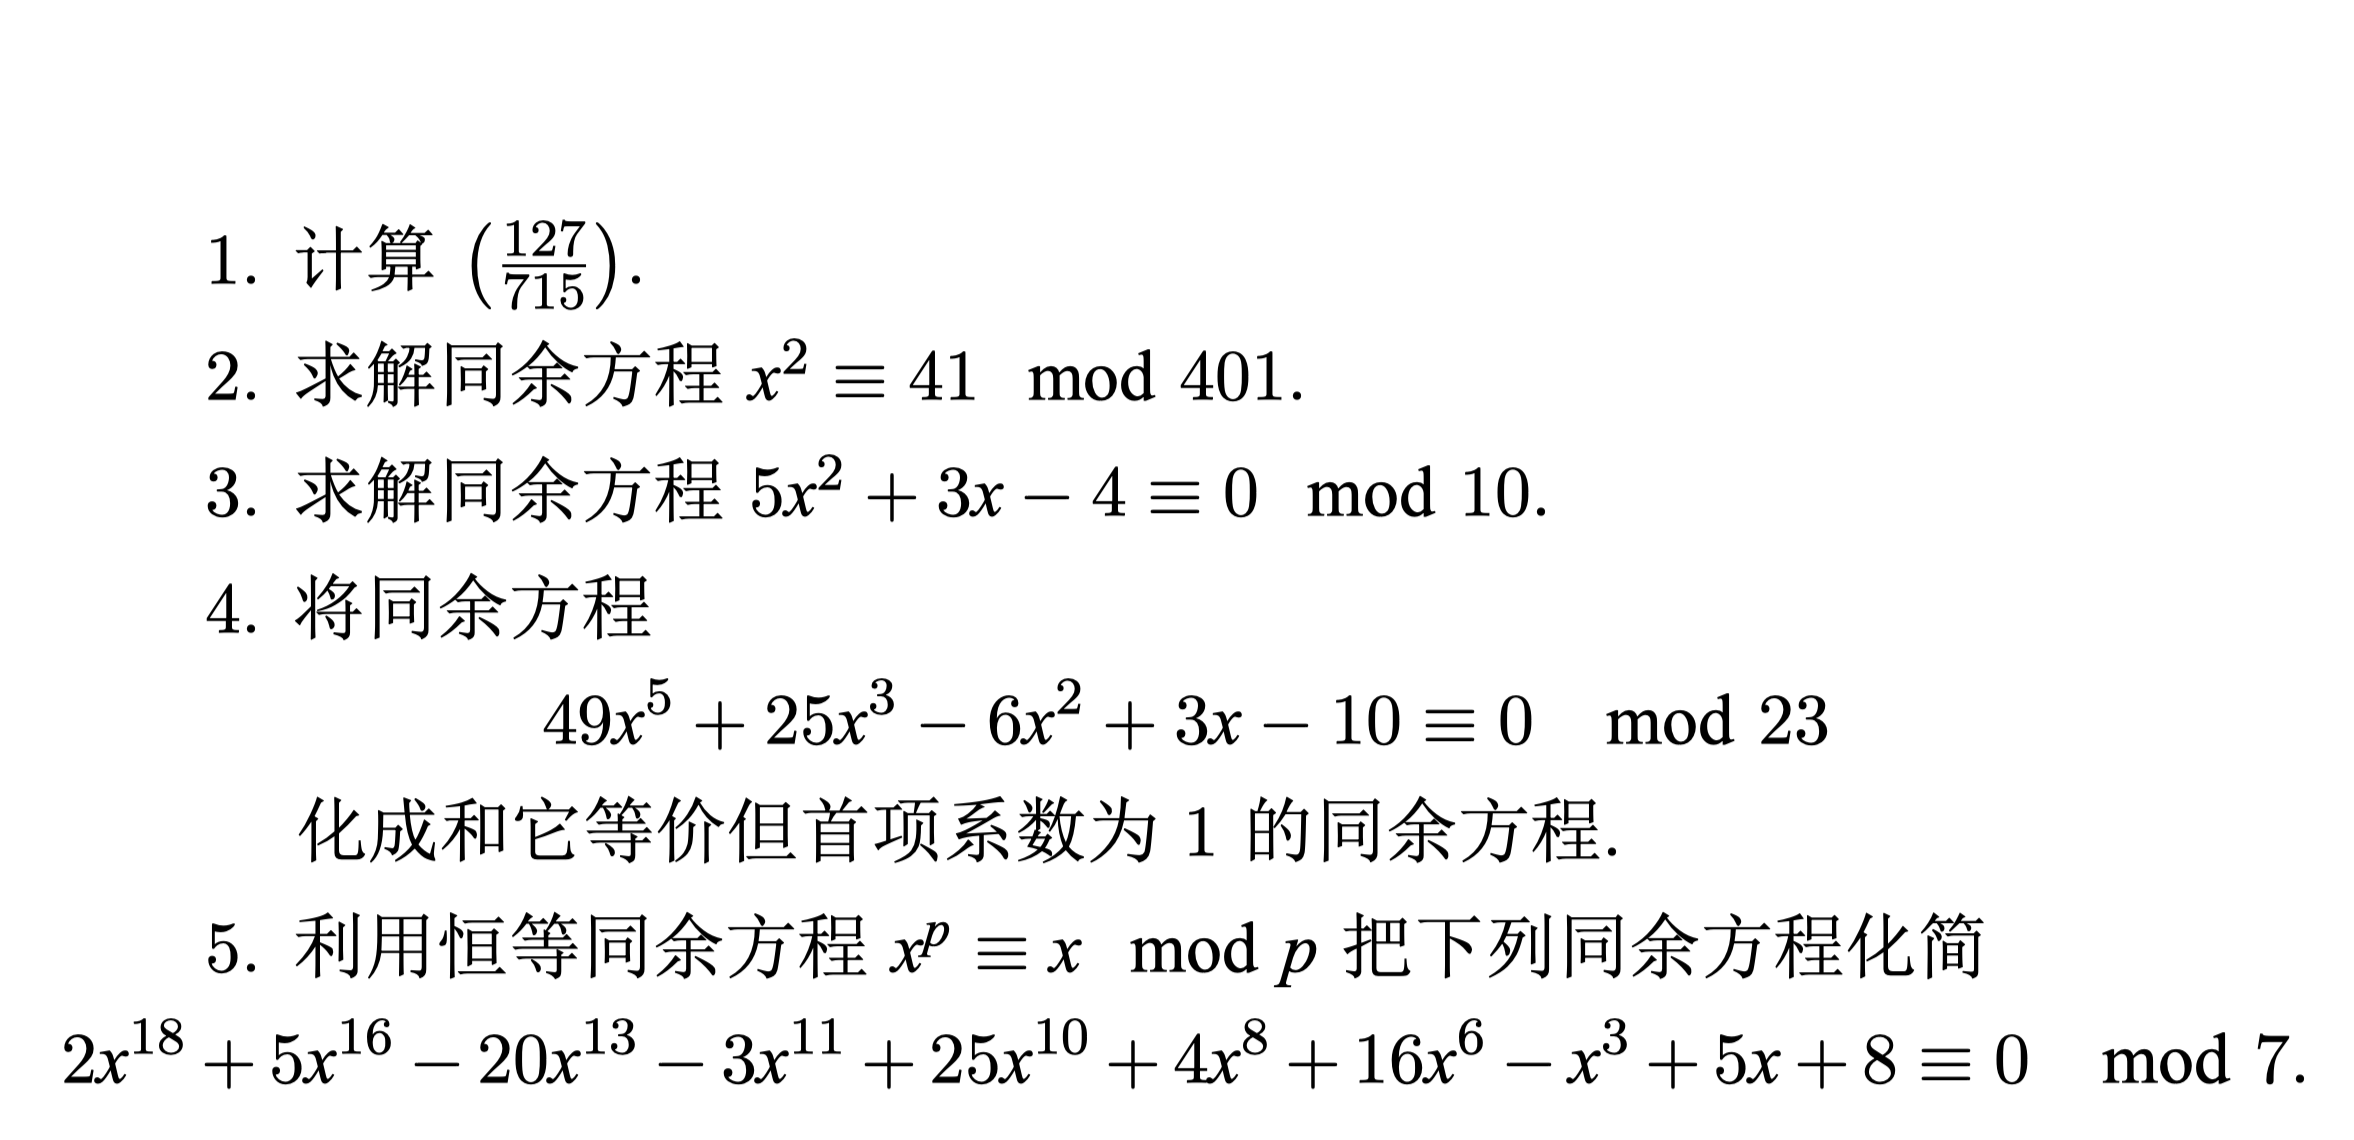 1. 计算 $\left(\frac{127}{715}\right)$.
2. 求解同余方程 $x^2 \equiv 41 \mod 401$.
3. 求解同余方程 $5x^2 + 3x - 4 \equiv 0 \mod 10$.
4. 将同余方程
$49x^5 + 25x^3 - 6x^2 + 3x - 10 \equiv 0 \mod 23$
化成和它等价但首项系数为 1 的同余方程.
5. 利用恒等同余方程 $x^p \equiv x \mod p$ 把下列同余方程化简
$2x^{18} + 5x^{16} - 20x^{13} - 3x^{11} + 25x^{10} + 4x^8 + 16x^6 - x^3 + 5x + 8 \equiv 0 \mod 7$.